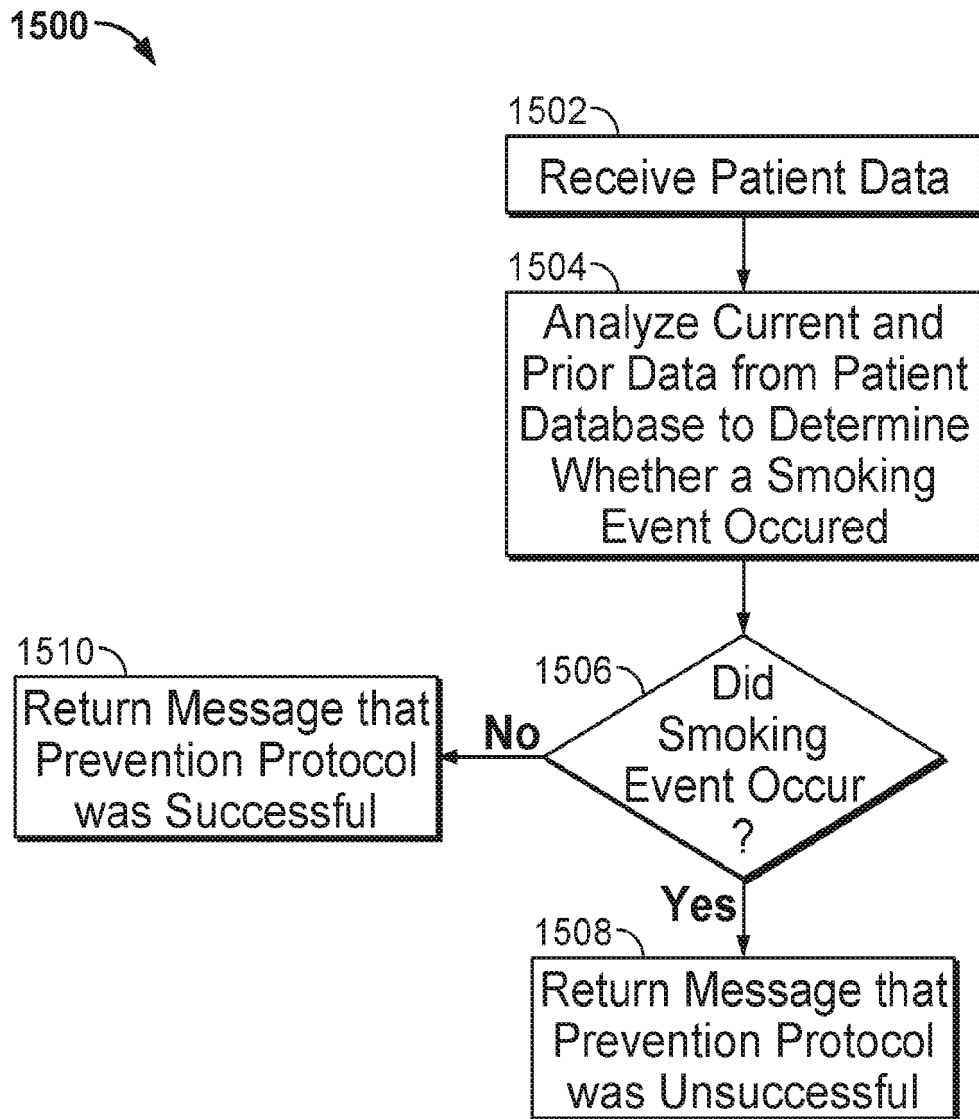 1500
1502
Receive Patient Data
1504
Analyze Current and
Prior Data from Patient
Database to Determine
Whether a Smoking
Event Occured
1506
Did
Smoking
Event Occur
?
No
1510
Return Message that
Prevention Protocol
was Successful
Yes
1508
Return Message that
Prevention Protocol
was Unsuccessful